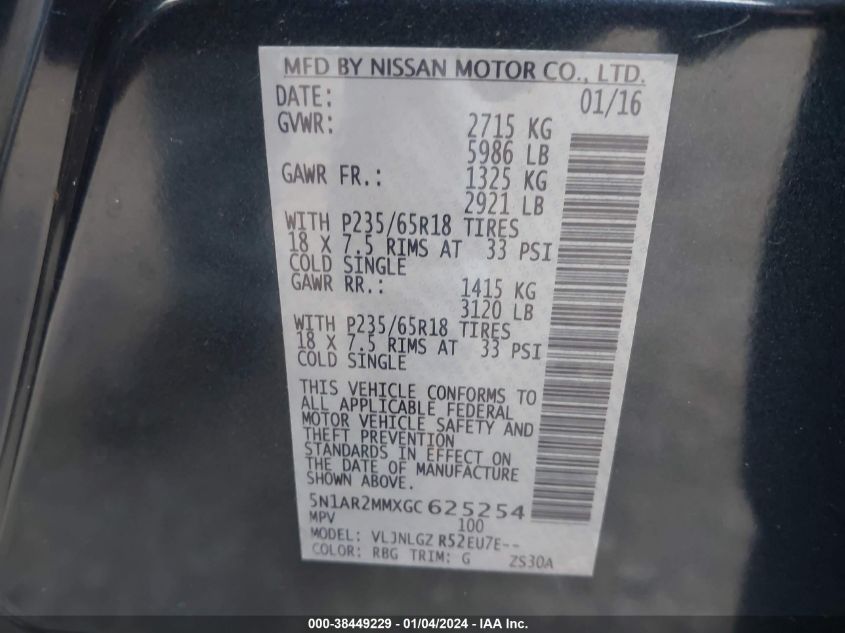 MFD BY NISSAN MOTOR CO., LTD.
DATE: 01/16
GVWR: 2715 KG
5986 LB
GAWR FR.: 1325 KG
2921 LB
WITH P235/65R18 TIRES
18 X 7.5 RIMS AT 33 PSI
COLD SINGLE
GAWR RR.: 1415 KG
3120 LB
WITH P235/65R18 TIRES
18 X 7.5 RIMS AT 33 PSI
COLD SINGLE
THIS VEHICLE CONFORMS TO
ALL APPLICABLE FEDERAL
MOTOR VEHICLE SAFETY AND
THEFT PREVENTION
STANDARDS IN EFFECT ON
THE DATE OF MANUFACTURE
SHOWN ABOVE.
5N1AR2MMXGC 625254
MPV 100
MODEL: VLJNLGZ R52EU7E--
COLOR: RBG TRIM: G ZS30A
000-38449229 - 01/04/2024 - IAA Inc.